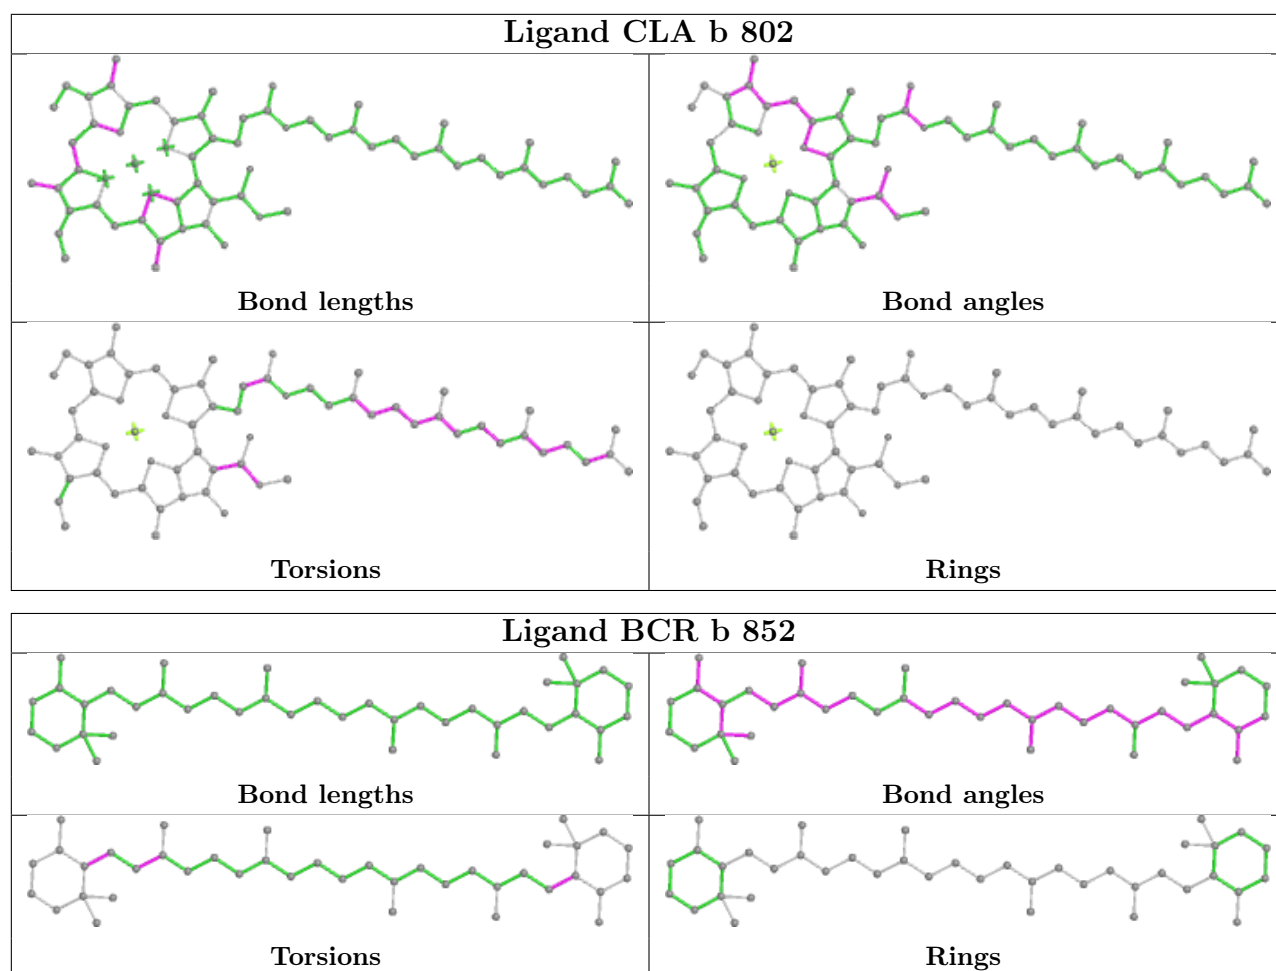 Ligand CLA b 802
Bond lengths
Bond angles
Torsions
Rings
Ligand BCR b 852
Bond lengths
Bond angles
Torsions
Rings